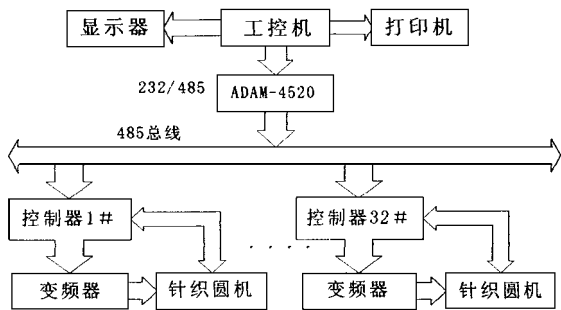 显示器 工控机 打印机
232/485 ADAM-4520
485总线
控制器1# 控制器32#
· · · ·
变频器 针织圆机 变频器 针织圆机